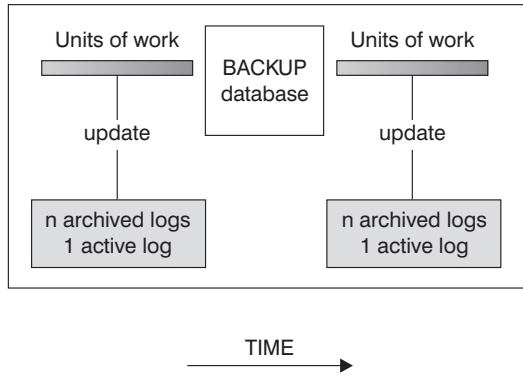 Units of work
update
n archived logs
1 active log
BACKUP
database
Units of work
update
n archived logs
1 active log
TIME